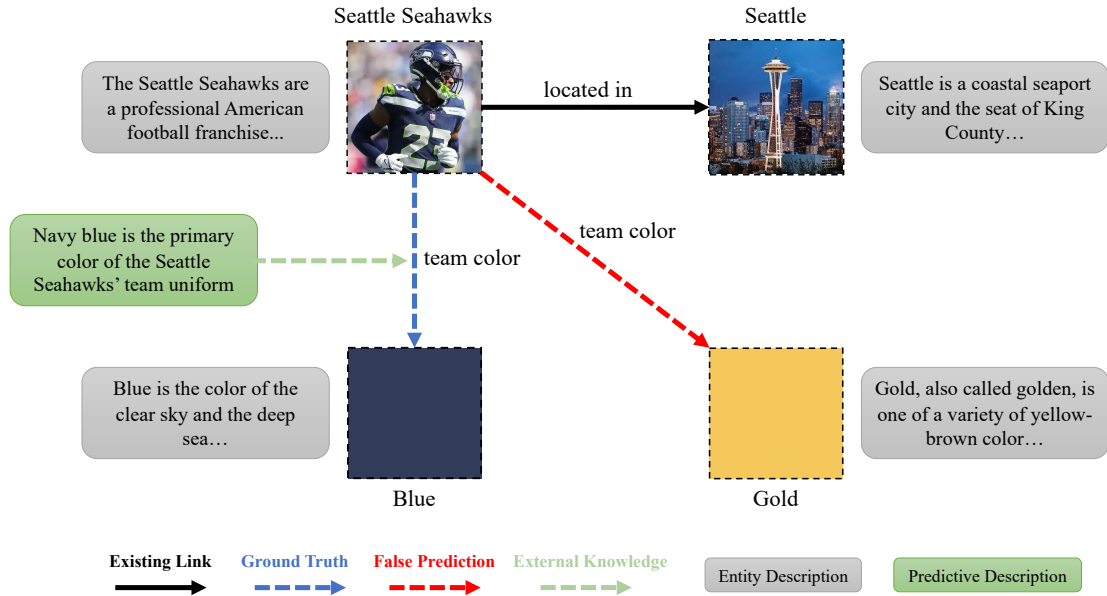 Seattle Seahawks
Seattle
The Seattle Seahawks are
a professional American
football franchise...
located in
Seattle is a coastal seaport
city and the seat of King
County…
23
Navy blue is the primary
color of the Seattle
Seahawks’ team uniform
team color
team color
Blue is the color of the
clear sky and the deep
sea…
Gold, also called golden, is
one of a variety of yellow-
brown color…
Blue
Gold
Existing Link
Ground Truth
False Prediction
External Knowledge
Entity Description
Predictive Description